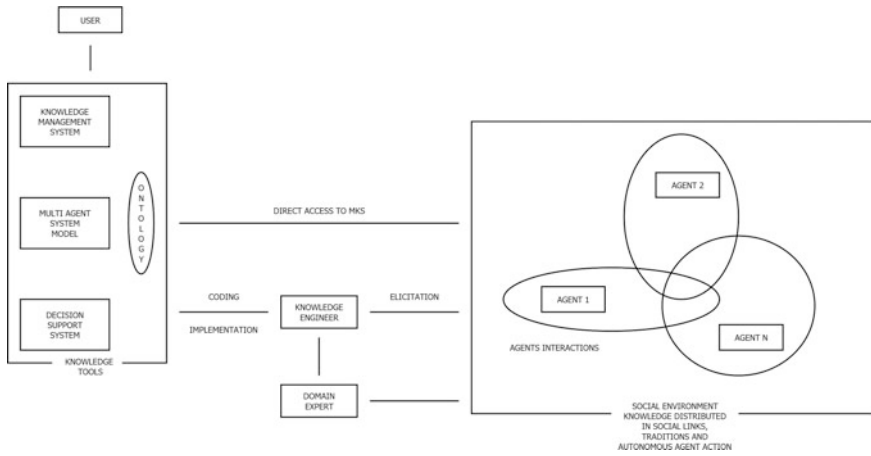 USER
KNOWLEDGE
MANAGEMENT
SYSTEM
MULTI AGENT
SYSTEM
MODEL
ONTOLOGY
DECISION
SUPPORT
SYSTEM
KNOWLEDGE
TOOLS
DIRECT ACCESS TO MKS
CODING
IMPLEMENTATION
KNOWLEDGE
ENGINEER
ELICITATION
DOMAIN
EXPERT
AGENT 2
AGENT 1
AGENT N
AGENTS INTERACTIONS
SOCIAL ENVIRONMENT
KNOWLEDGE DISTRIBUTED
IN SOCIAL LINKS,
TRADITIONS AND
AUTONOMOUS AGENT ACTION